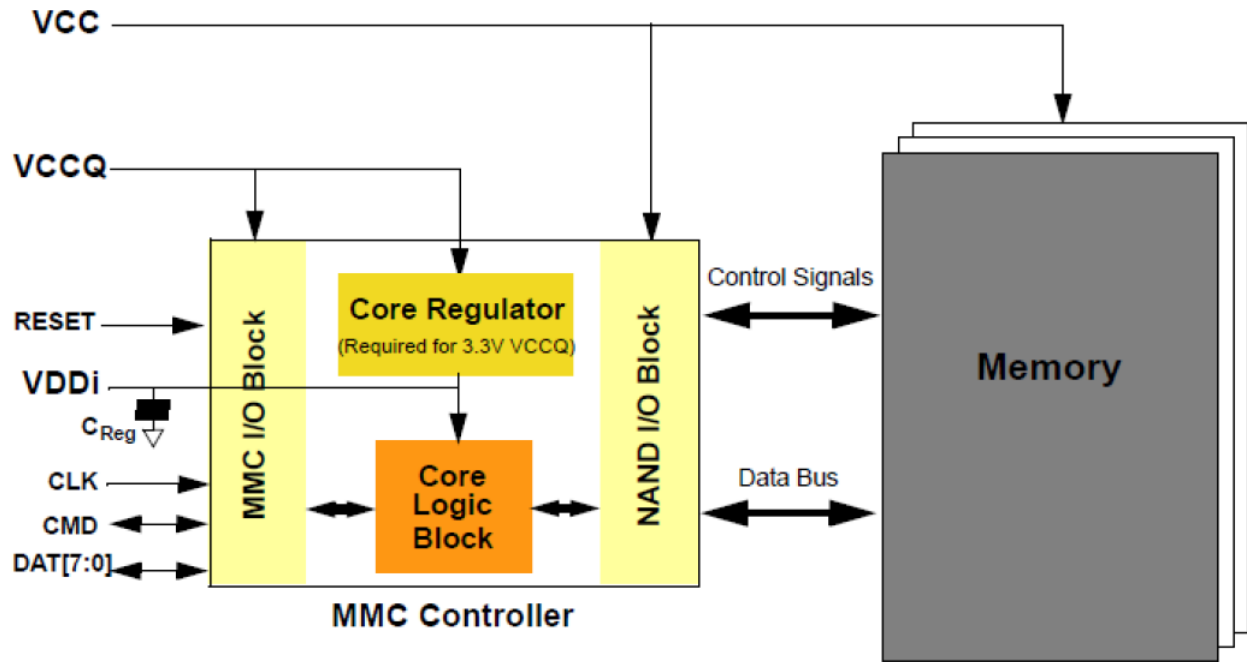 VCC
VCCQ
RESET
VDDi
CReg
CLK
CMD
DAT[7:0]
MMC I/O Block
Core Regulator
(Required for 3.3V VCCQ)
Core
Logic
Block
NAND I/O Block
MMC Controller
Control Signals
Data Bus
Memory